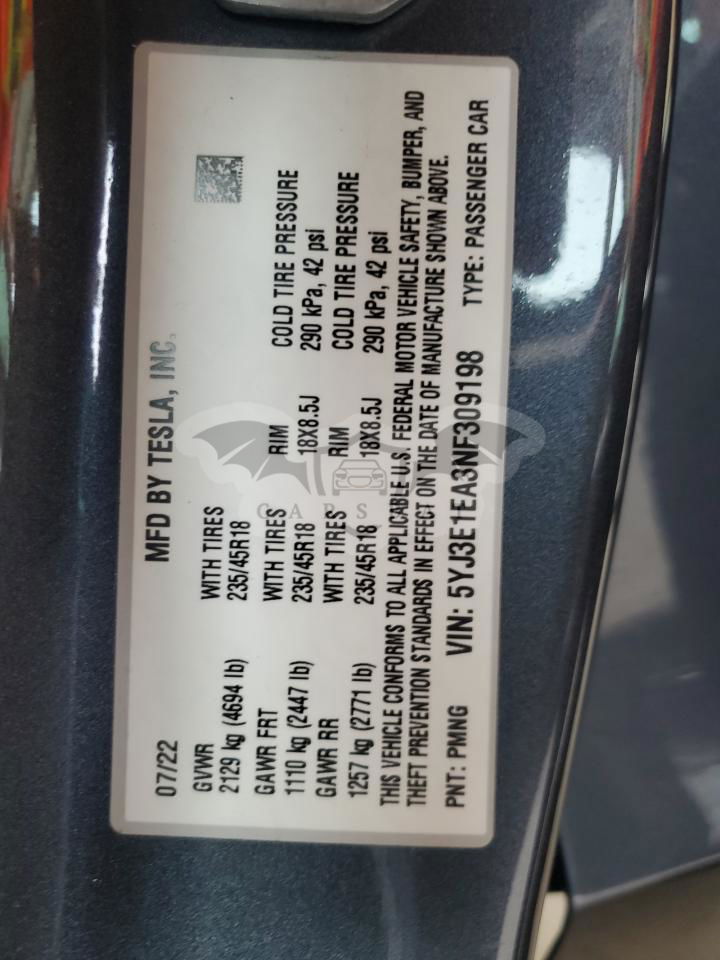 07/22 MFD BY TESLA, INC.
GVWR WITH TIRES
2129 kg (4694 lb) 235/45R18
GAWR FRT WITH TIRES RIM COLD TIRE PRESSURE
1110 kg (2447 lb) 235/45R18 18X8.5J 290 kPa, 42 psi
GAWR RR WITH TIRES RIM COLD TIRE PRESSURE
1257 kg (2771 lb) 235/45R18 18X8.5J 290 kPa, 42 psi
THIS VEHICLE CONFORMS TO ALL APPLICABLE U.S. FEDERAL MOTOR VEHICLE SAFETY, BUMPER, AND
THEFT PREVENTION STANDARDS IN EFFECT ON THE DATE OF MANUFACTURE SHOWN ABOVE.
PNT: PMNG VIN: 5YJ3E1EA3NF309198 TYPE: PASSENGER CAR